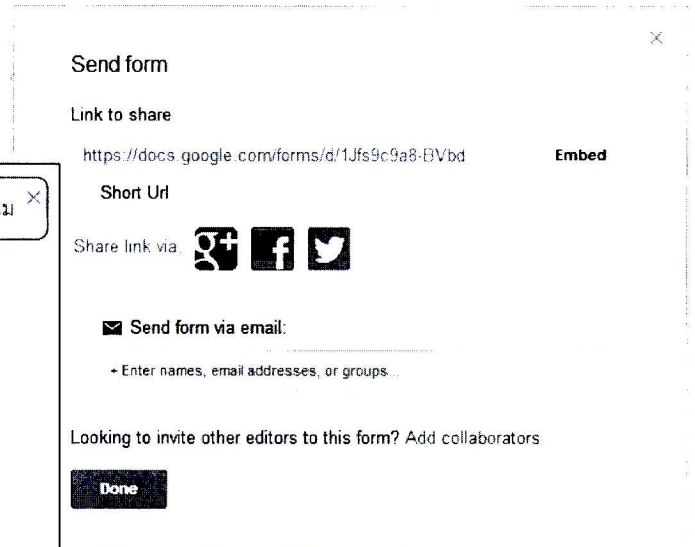 Send form
Link to share
https://docs.google.com/forms/d/1Jfs9c9a8-BVbd Embed
Short Url
Share link via:
Send form via email:
+ Enter names, email addresses, or groups...
Looking to invite other editors to this form? Add collaborators
Done